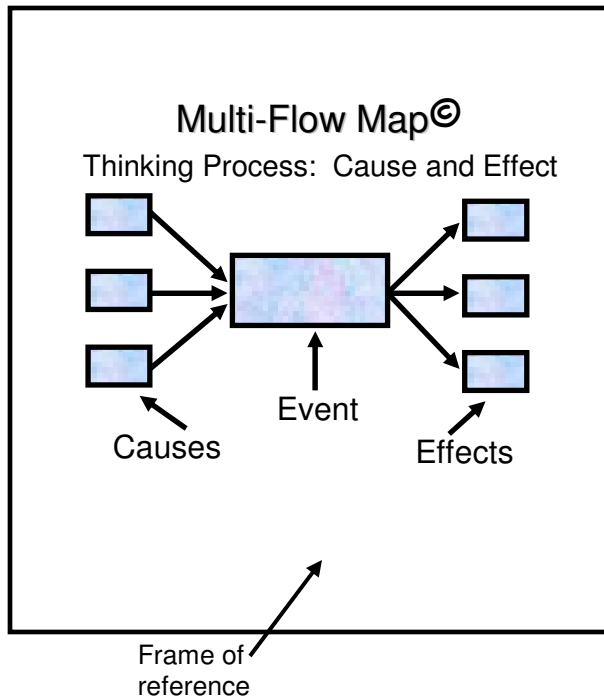 Multi-Flow Map©
Thinking Process: Cause and Effect
Event
Causes
Effects
Frame of
reference